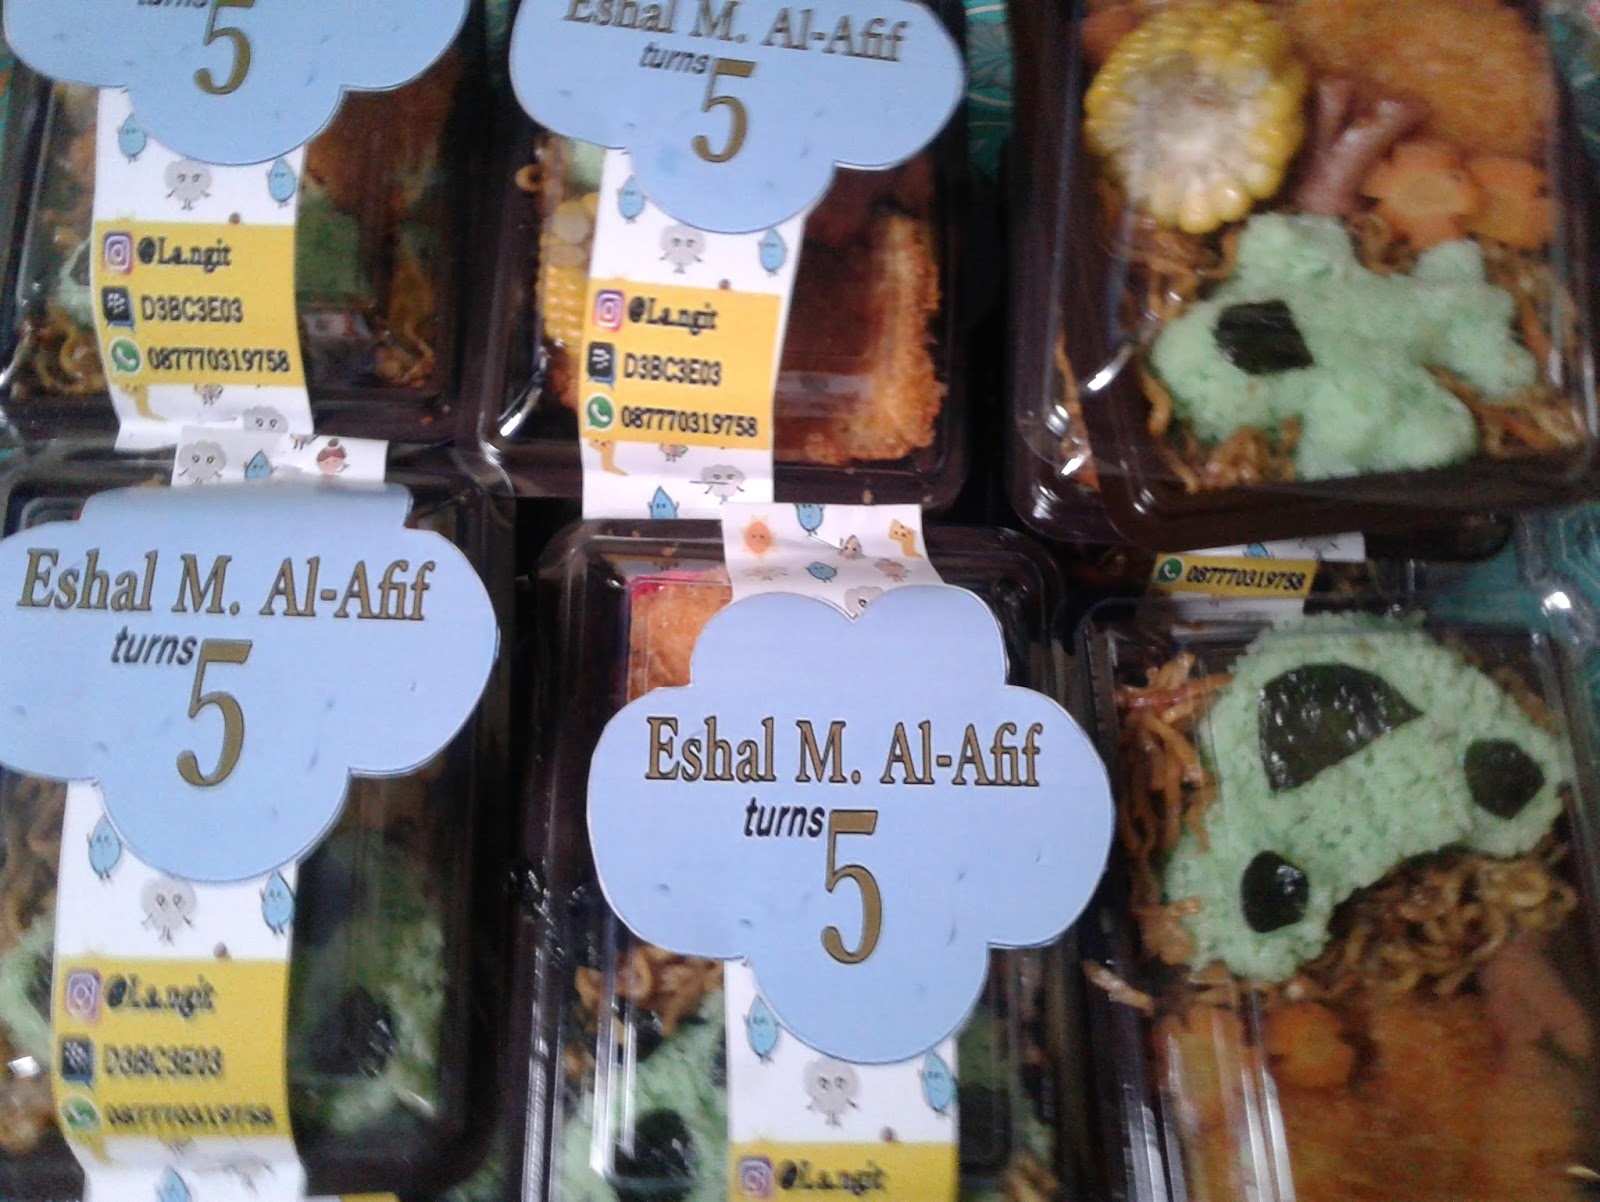 turns
5
@La.ngit
D3BC3E03
087770319758
Eshal M. Al-Afif
turns
5
@La.ngit
D3BC3E03
087770319758
Eshal M. Al-Afif
turns
5
@La.ngit
D3BC3E03
087770319758
Eshal M. Al-Afif
turns
5
@La.ngit
087770319758